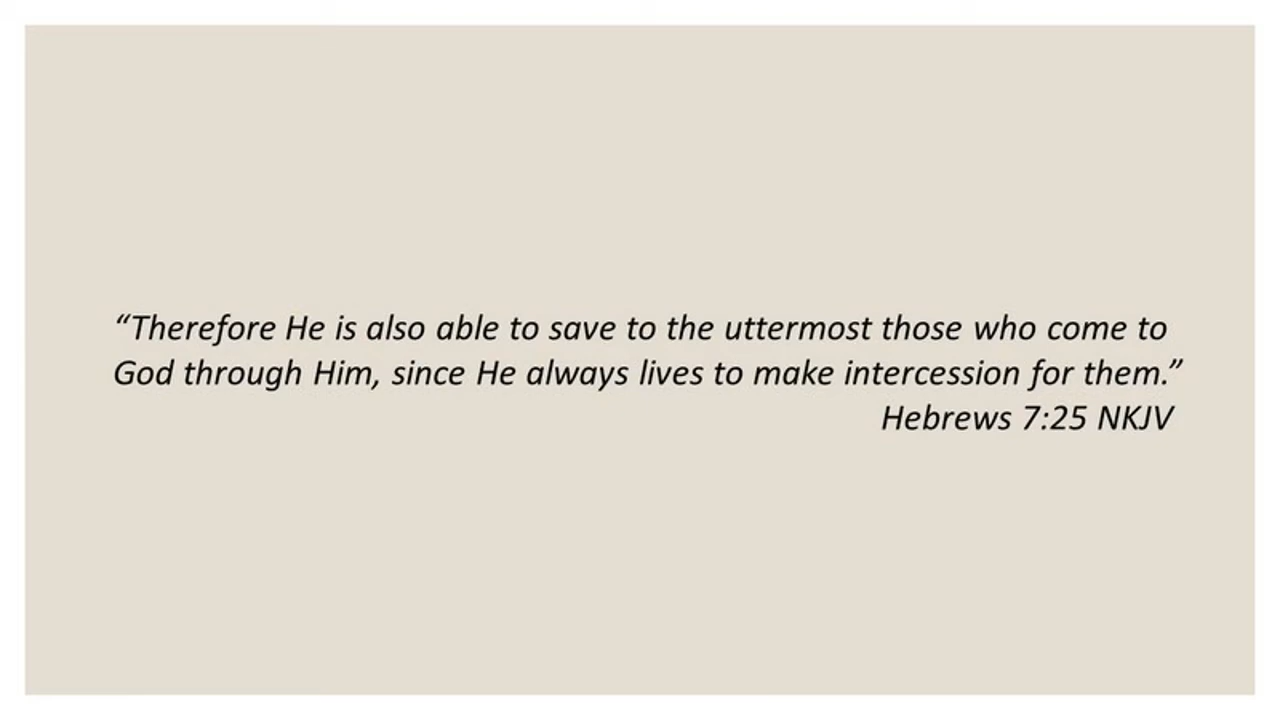 “Therefore He is also able to save to the uttermost those who come to
God through Him, since He always lives to make intercession for them.”
Hebrews 7:25 NKJV